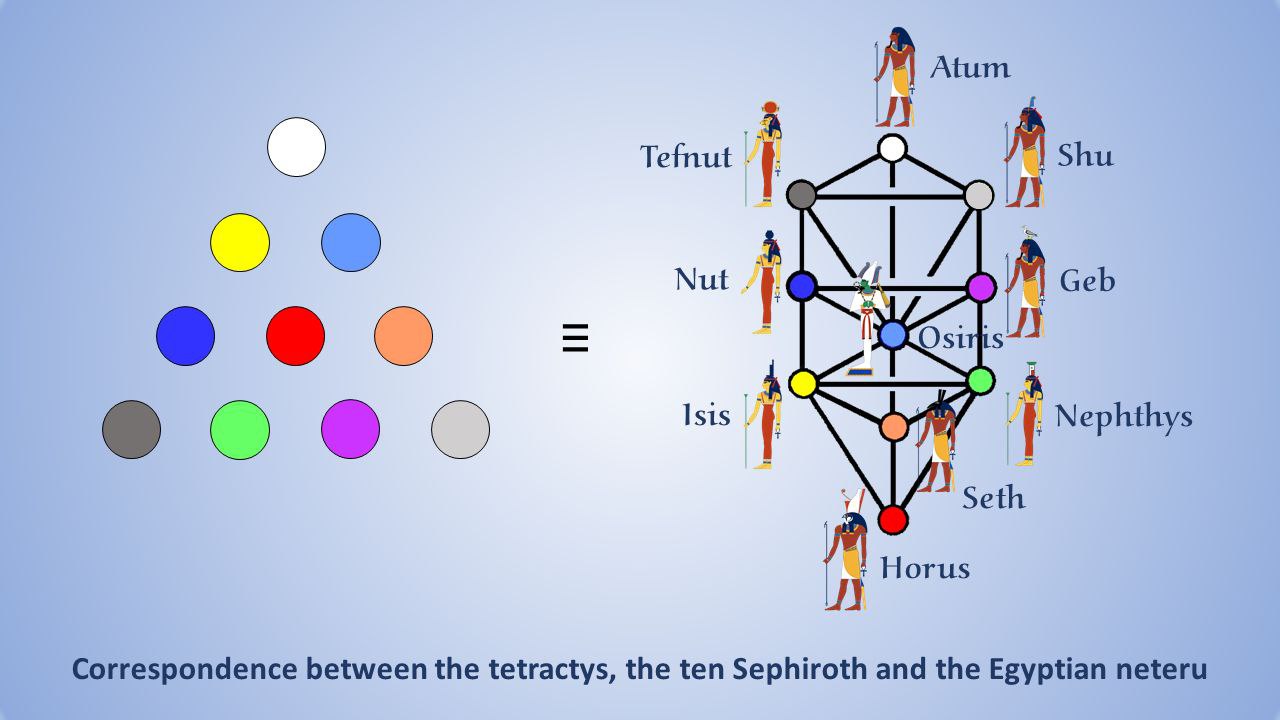 Atum
Tefnut
Shu
Nut
Geb
≡
Osiris
Isis
Nephthys
Seth
Horus
Correspondence between the tetractys, the ten Sephiroth and the Egyptian neteru